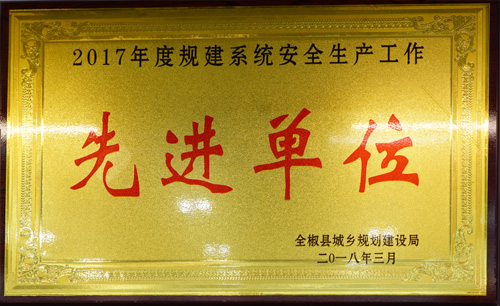 2017年度规建系统安全生产工作
先进单位
全椒县城乡规划建设局
二〇一八年三月